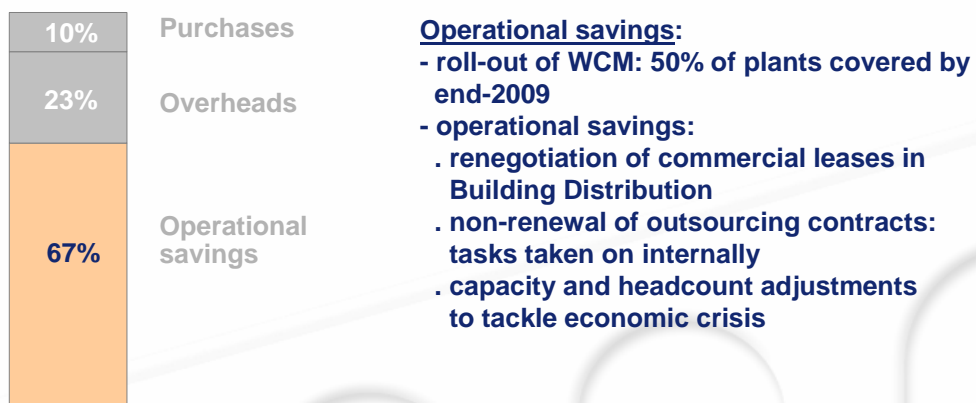 10%
Purchases
23%
Overheads
67%
Operational
savings
Operational savings:
- roll-out of WCM: 50% of plants covered by
end-2009
- operational savings:
. renegotiation of commercial leases in
Building Distribution
. non-renewal of outsourcing contracts:
tasks taken on internally
. capacity and headcount adjustments
to tackle economic crisis